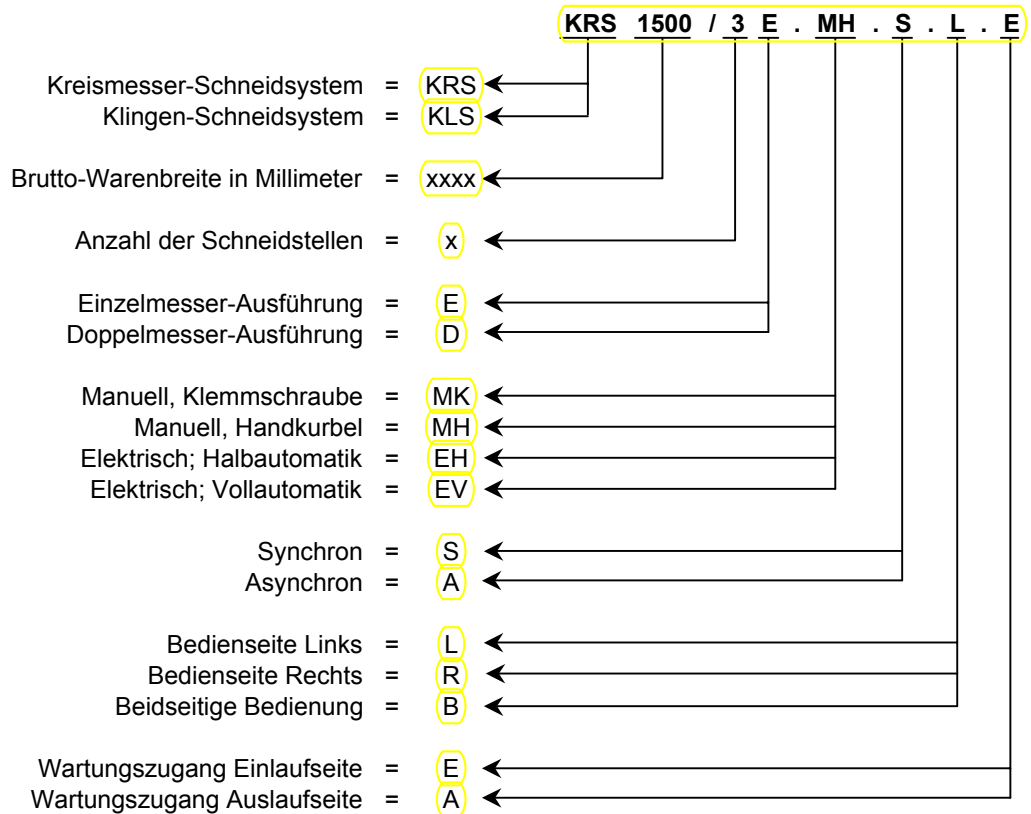 KRS 1500 / 3 E . MH . S . L . E
Kreismesser-Schneidsystem = KRS
Klingen-Schneidsystem = KLS
Brutto-Warenbreite in Millimeter = xxxx
Anzahl der Schneidstellen = x
Einzelmesser-Ausführung = E
Doppelmesser-Ausführung = D
Manuell, Klemmschraube = MK
Manuell, Handkurbel = MH
Elektrisch; Halbautomatik = EH
Elektrisch; Vollautomatik = EV
Synchron = S
Asynchron = A
Bedienseite Links = L
Bedienseite Rechts = R
Beidseitige Bedienung = B
Wartungszugang Einlaufseite = E
Wartungszugang Auslaufseite = A